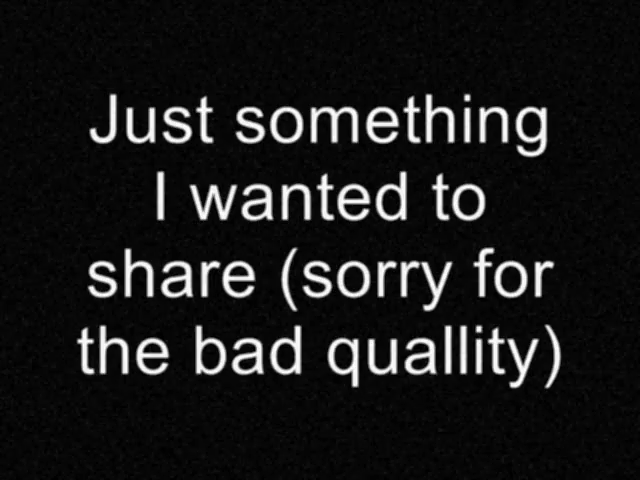 Just something
I wanted to
share (sorry for
the bad quallity)